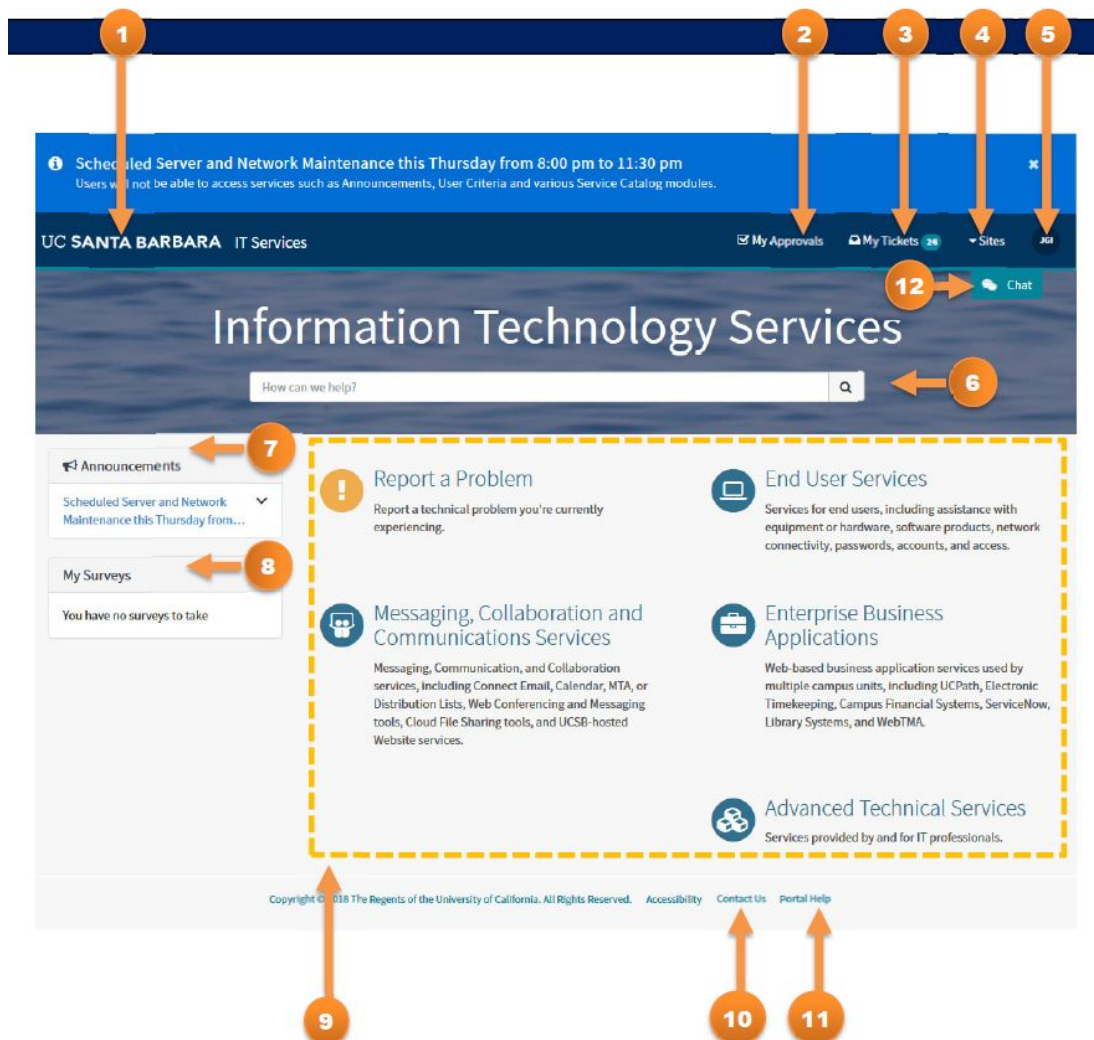 1 2 3 4 5
Scheduled Server and Network Maintenance this Thursday from 8:00 pm to 11:30 pm
Users will not be able to access services such as Announcements, User Criteria and various Service Catalog modules.
UC SANTA BARBARA IT Services
My Approvals My Tickets 26 Sites JGI
12 Chat
Information Technology Services
How can we help?
6
7
Announcements
Scheduled Server and Network
Maintenance this Thursday from...
8
My Surveys
You have no surveys to take
Report a Problem
Report a technical problem you're currently
experiencing.
End User Services
Services for end users, including assistance with
equipment or hardware, software products, network
connectivity, passwords, accounts, and access.
Messaging, Collaboration and
Communications Services
Messaging, Communication, and Collaboration
services, including Connect Email, Calendar, MTA, or
Distribution Lists, Web Conferencing and Messaging
tools, Cloud File Sharing tools, and UCSB-hosted
Website services.
Enterprise Business
Applications
Web-based business application services used by
multiple campus units, including UCPath, Electronic
Timekeeping, Campus Financial Systems, ServiceNow,
Library Systems, and WebTMA.
Advanced Technical Services
Services provided by and for IT professionals.
Copyright © 2018 The Regents of the University of California. All Rights Reserved. Accessibility Contact Us Portal Help
9 10 11